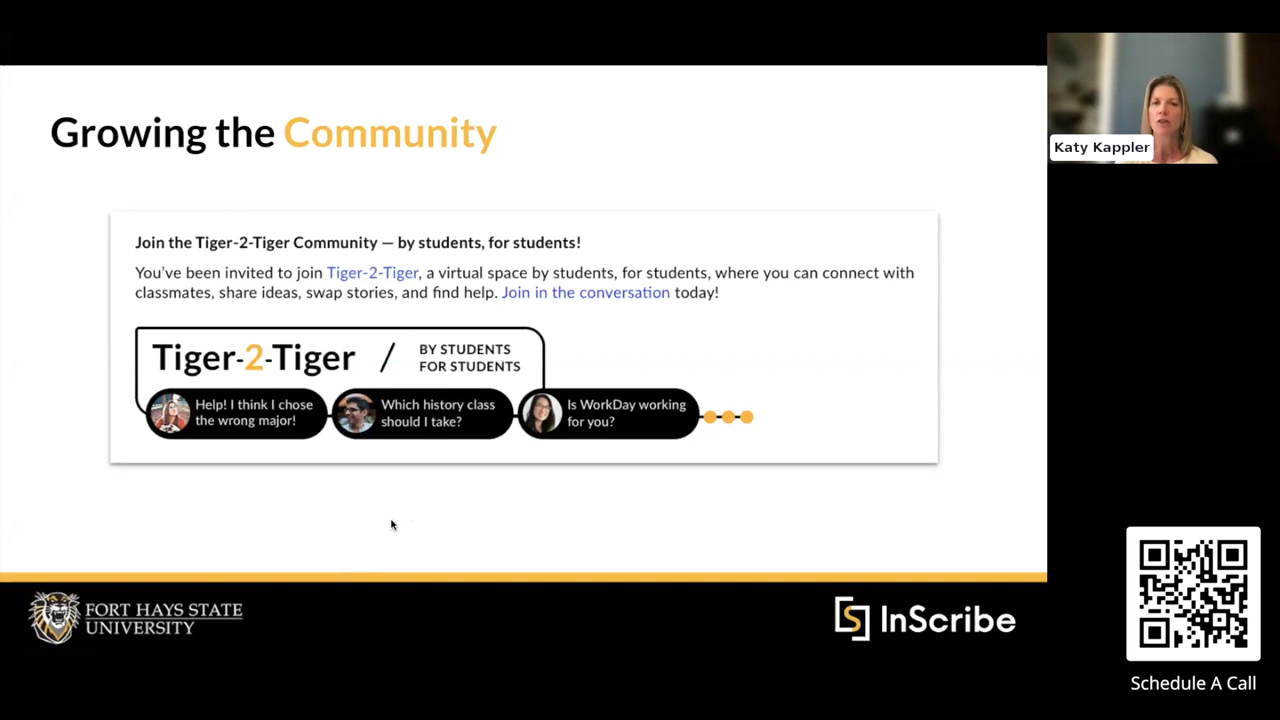 Growing the Community
Katy Kappler
Join the Tiger-2-Tiger Community — by students, for students!
You've been invited to join Tiger-2-Tiger, a virtual space by students, for students, where you can connect with
classmates, share ideas, swap stories, and find help. Join in the conversation today!
Tiger-2-Tiger / BY STUDENTS
FOR STUDENTS
Help! I think I chose
the wrong major!
Which history class
should I take?
Is WorkDay working
for you?
FORT HAYS STATE
UNIVERSITY
InScribe
Schedule A Call